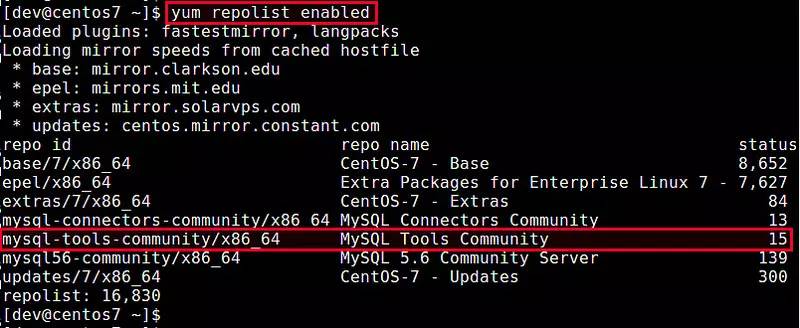 [dev@centos7 ~]$ yum repolist enabled
Loaded plugins: fastestmirror, langpacks
Loading mirror speeds from cached hostfile
 * base: mirror.clarkson.edu
 * epel: mirrors.mit.edu
 * extras: mirror.solarvps.com
 * updates: centos.mirror.constant.com
repo id repo name status
base/7/x86_64 CentOS-7 - Base 8,652
epel/x86_64 Extra Packages for Enterprise Linux 7 - 7,627
extras/7/x86_64 CentOS-7 - Extras 84
mysql-connectors-community/x86_64 MySQL Connectors Community 13
mysql-tools-community/x86_64 MySQL Tools Community 15
mysql56-community/x86_64 MySQL 5.6 Community Server 139
updates/7/x86_64 CentOS-7 - Updates 300
repolist: 16,830
[dev@centos7 ~]$